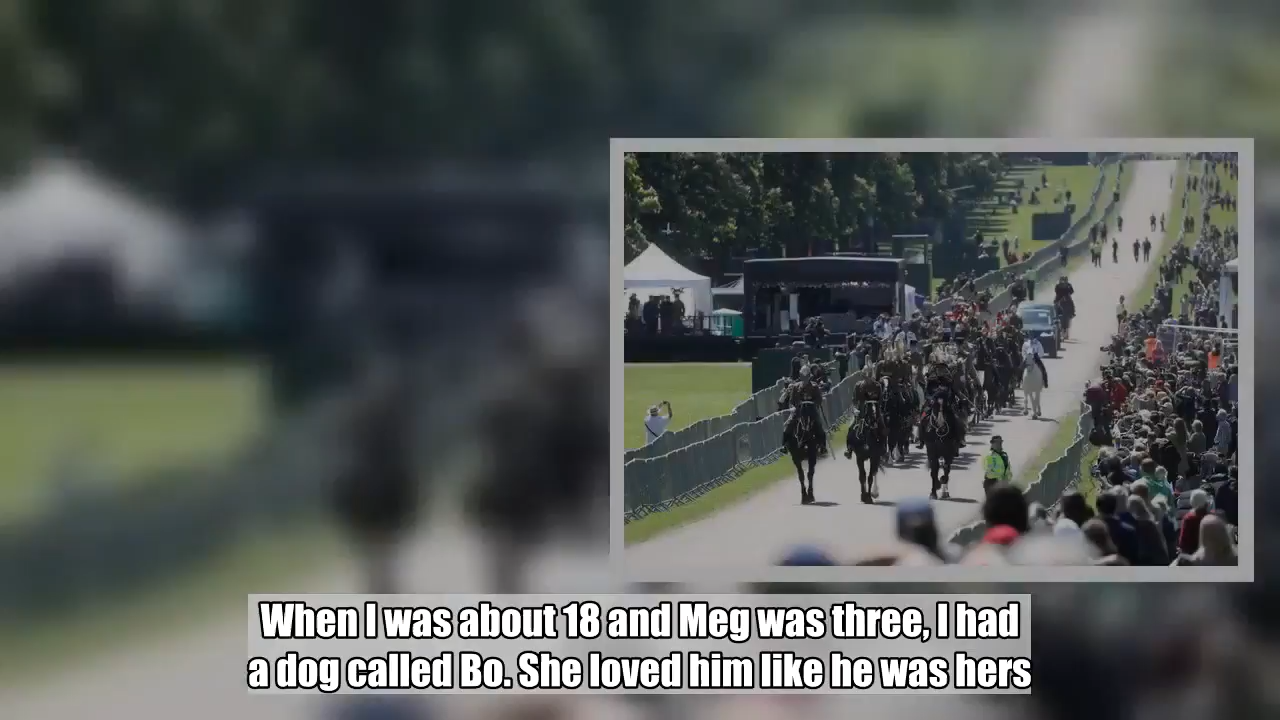 When I was about 18 and Meg was three, I had
a dog called Bo. She loved him like he was hers